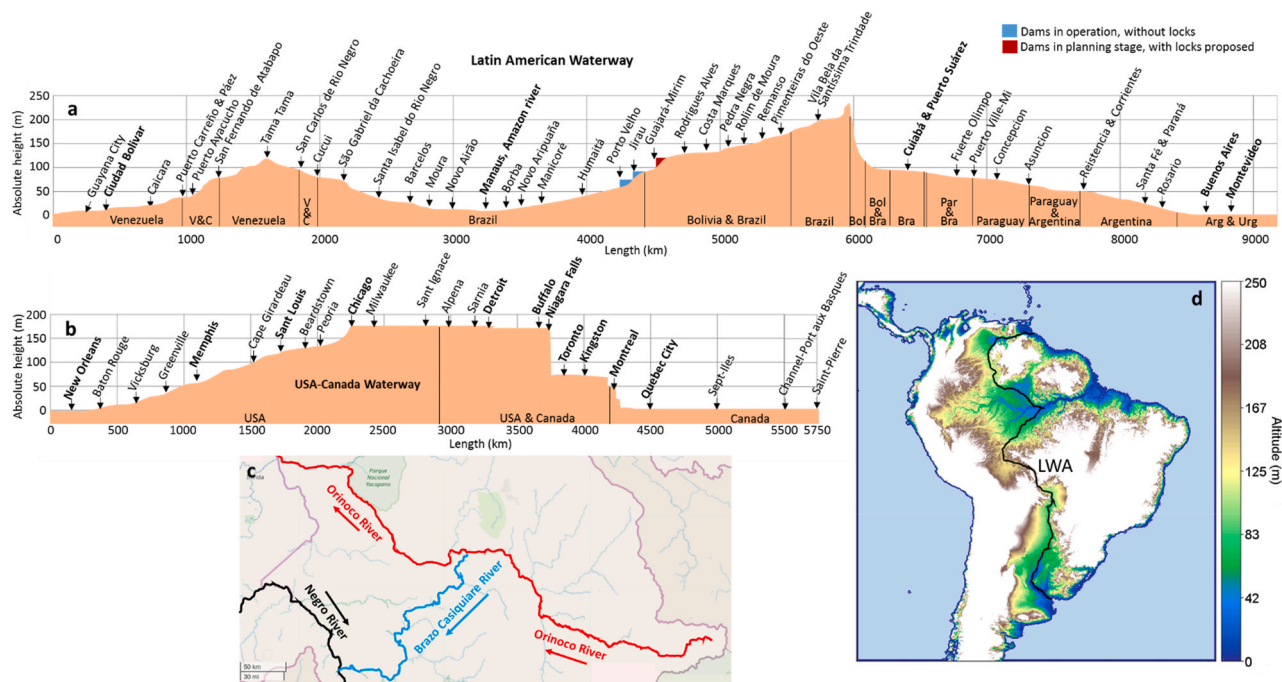 Dams in operation, without locks
Dams in planning stage, with locks proposed
Latin American Waterway
a
Absolute height (m)
250
200
150
100
50
0
Guayana City
Ciudad Bolivar
Caicara
Puerto Carreño & Páez
Puerto Ayacucho
San Fernando de Atabapo
Tama Tama
San Carlos de Rio Negro
Cucui
São Gabriel da Cachoeira
Santa Isabel do Rio Negro
Barcelos
Moura
Novo Airão
Manaus, Amazon river
Borba
Novo Aripuaña
Manicoré
Humaitá
Porto Velho
Jirau
Guajará-Mirim
Rodrigues Alves
Costa Marques
Pedra Negra
Rolim de Moura
Remanso
Pimenteiras do Oeste
Vila Bela da
Santíssima Trindade
Cuiabá & Puerto Suárez
Fuerte Olimpo
Puerto Ville-Mi
Concepcion
Asuncion
Reistencia & Corrientes
Santa Fé & Paraná
Rosario
Buenos Aires
Montevideo
Venezuela
V&C
Venezuela
V
&
C
Brazil
Bolivia & Brazil
Brazil
Bol
Bol
&
Bra
Bra
Par
&
Bra
Paraguay
Paraguay
&
Argentina
Argentina
Arg & Urg
0 1000 2000 3000 4000 5000 6000 7000 8000 9000
Length (km)
b
Absolute height (m)
200
150
100
50
0
New Orleans
Baton Rouge
Vicksburg
Greenville
Memphis
Cape Girardeau
Sant Louis
Beardstown
Peoria
Chicago
Milwaukee
Sant Ignace
Alpena
Sarnia
Detroit
Buffalo
Niagara Falls
Toronto
Kingston
Montreal
Quebec City
Sept-Iles
Channel-Port aux Basques
Saint-Pierre
USA-Canada Waterway
USA
USA & Canada
Canada
0 500 1000 1500 2000 2500 3000 3500 4000 4500 5000 5500 5750
Length (km)
c
Parque
Nacional
Yacapana
Orinoco River
Negro River
Brazo Casiquiare River
Orinoco River
50 km
30 mi
d
LWA
250
208
167
125
83
42
0
Altitude (m)